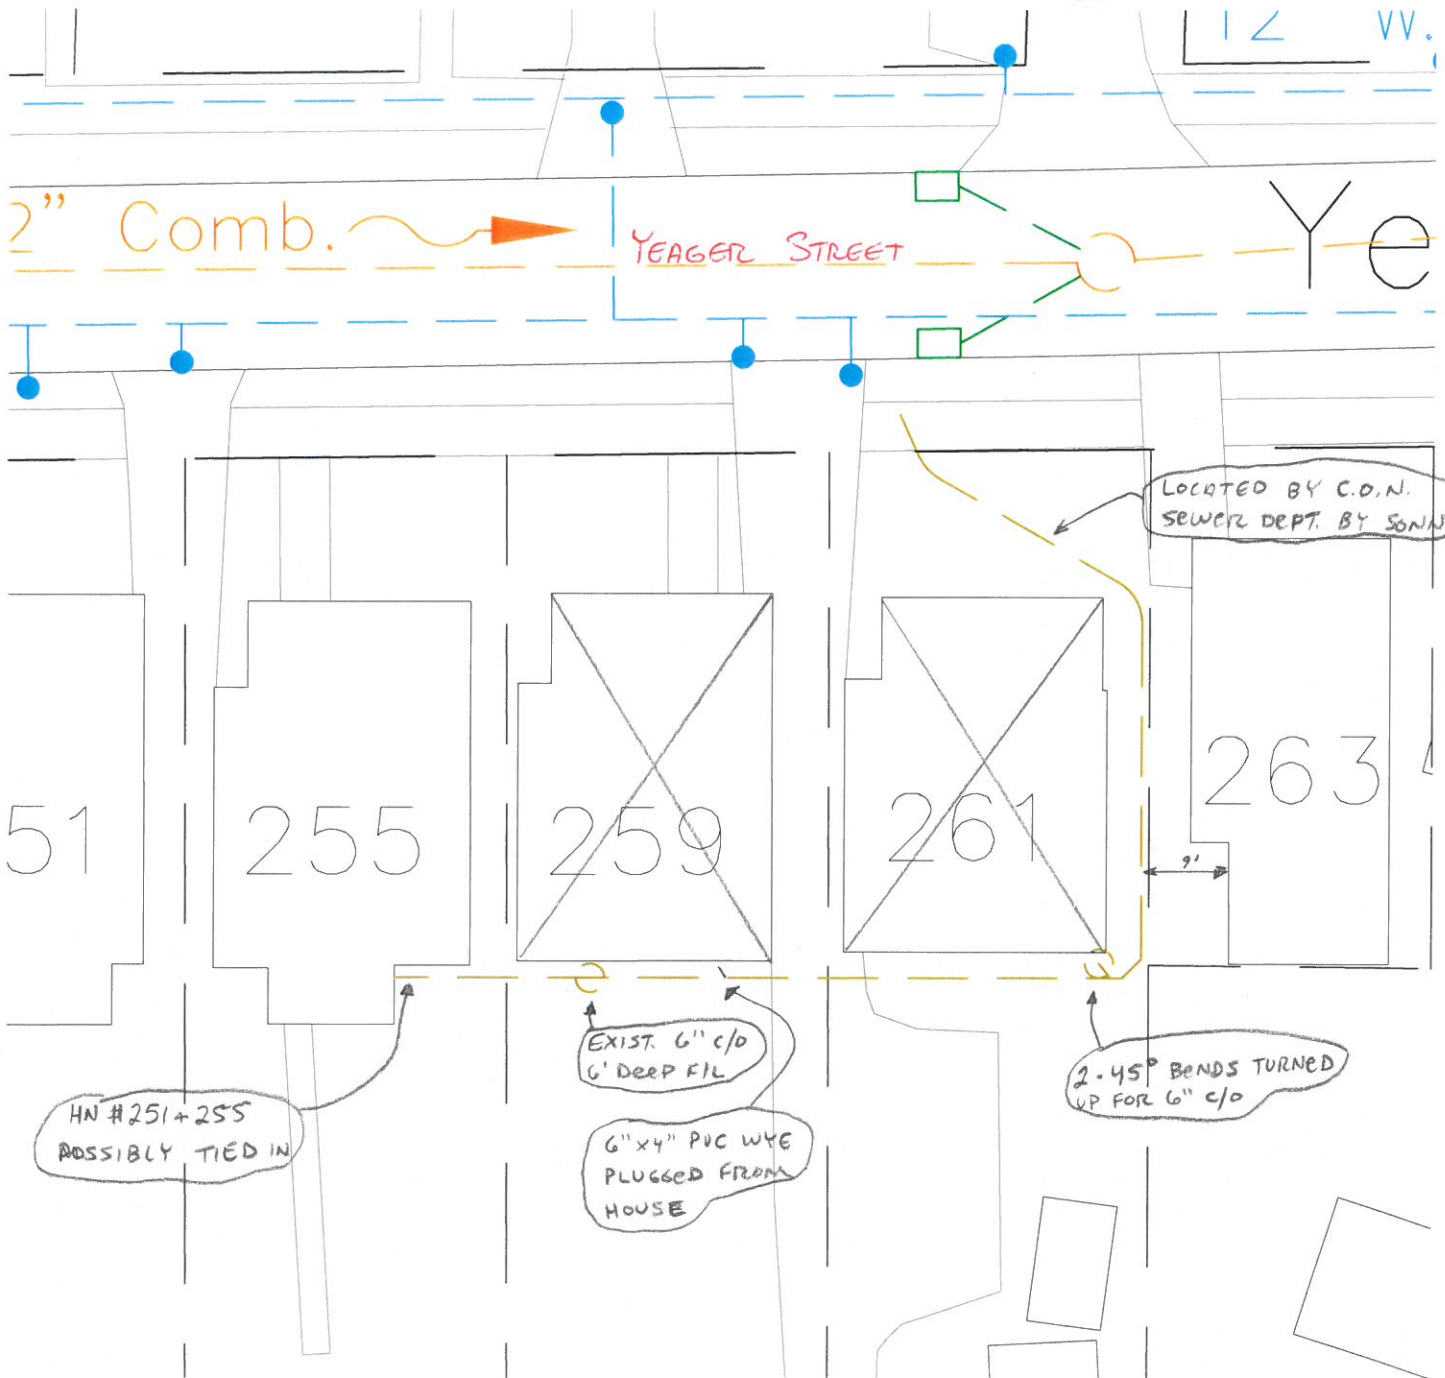 12 W.
2" Comb.
YEAGER STREET
Ye
LOCATED BY C.O.N.
SEWER DEPT. BY SONN
51
255
259
261
263
9'
EXIST. 6" C/O
6' DEEP F/L
2-45° BENDS TURNED
UP FOR 6" C/O
HN #251+255
POSSIBLY TIED IN
6"x4" PVC WYE
PLUGGED FROM
HOUSE